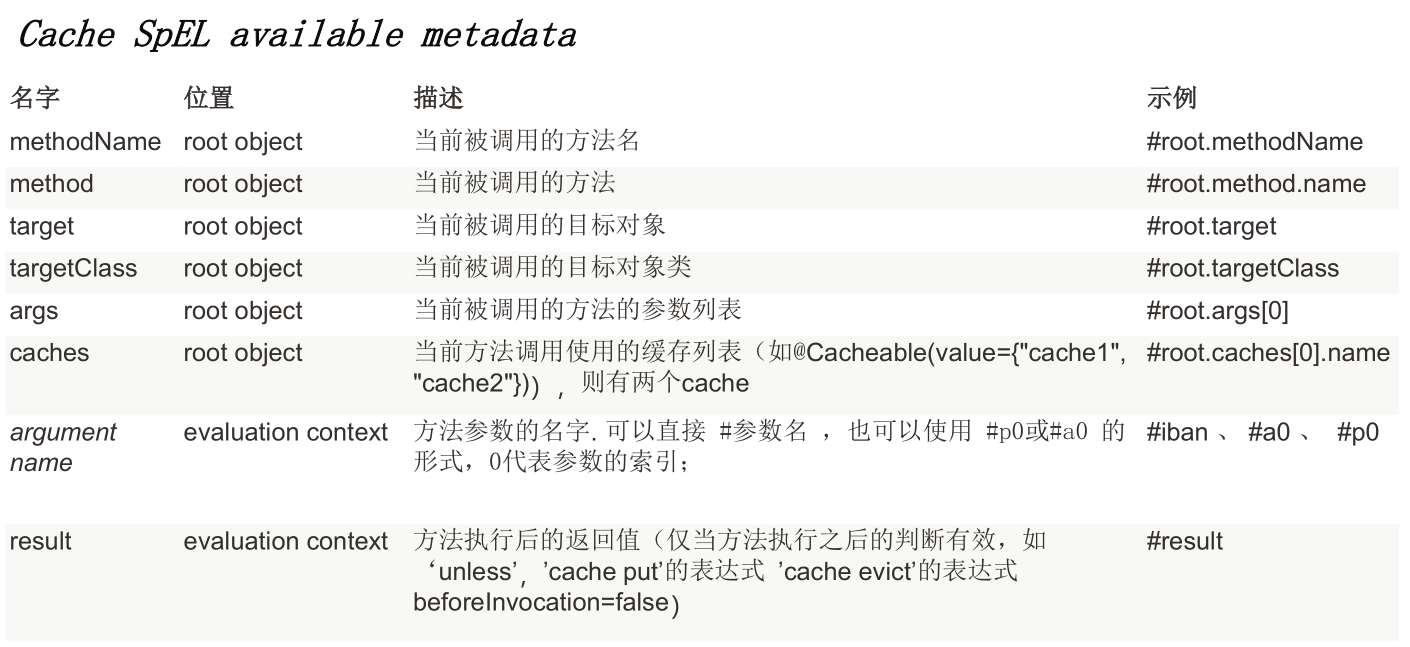 Cache SpEL available metadata
名字 位置 描述 示例
methodName root object 当前被调用的方法名 #root.methodName
method root object 当前被调用的方法 #root.method.name
target root object 当前被调用的目标对象 #root.target
targetClass root object 当前被调用的目标对象类 #root.targetClass
args root object 当前被调用的方法的参数列表 #root.args[0]
caches root object 当前方法调用使用的缓存列表（如@Cacheable(value={"cache1", #root.caches[0].name
"cache2"})），则有两个cache
argument evaluation context 方法参数的名字. 可以直接 #参数名 ，也可以使用 #p0或#a0 的 #iban 、 #a0 、 #p0
name 形式，0代表参数的索引；
result evaluation context 方法执行后的返回值（仅当方法执行之后的判断有效，如 #result
‘unless’，’cache put’的表达式 ’cache evict’的表达式
beforeInvocation=false）